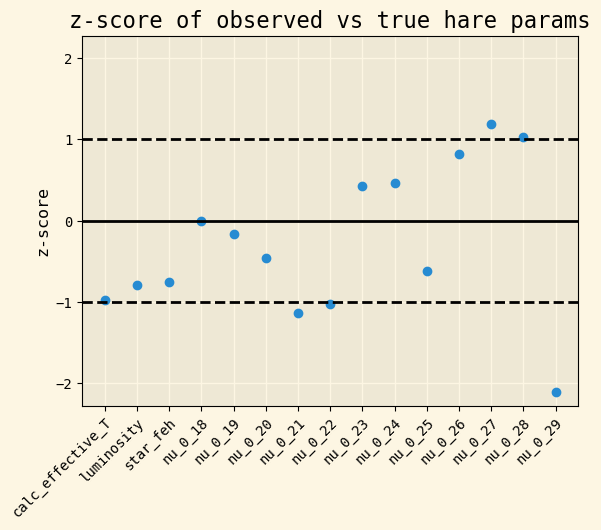 z-score of observed vs true hare params
z-score
2
1
0
−1
−2
calc_effective_T
luminosity
star_feh
nu_0_18
nu_0_19
nu_0_20
nu_0_21
nu_0_22
nu_0_23
nu_0_24
nu_0_25
nu_0_26
nu_0_27
nu_0_28
nu_0_29